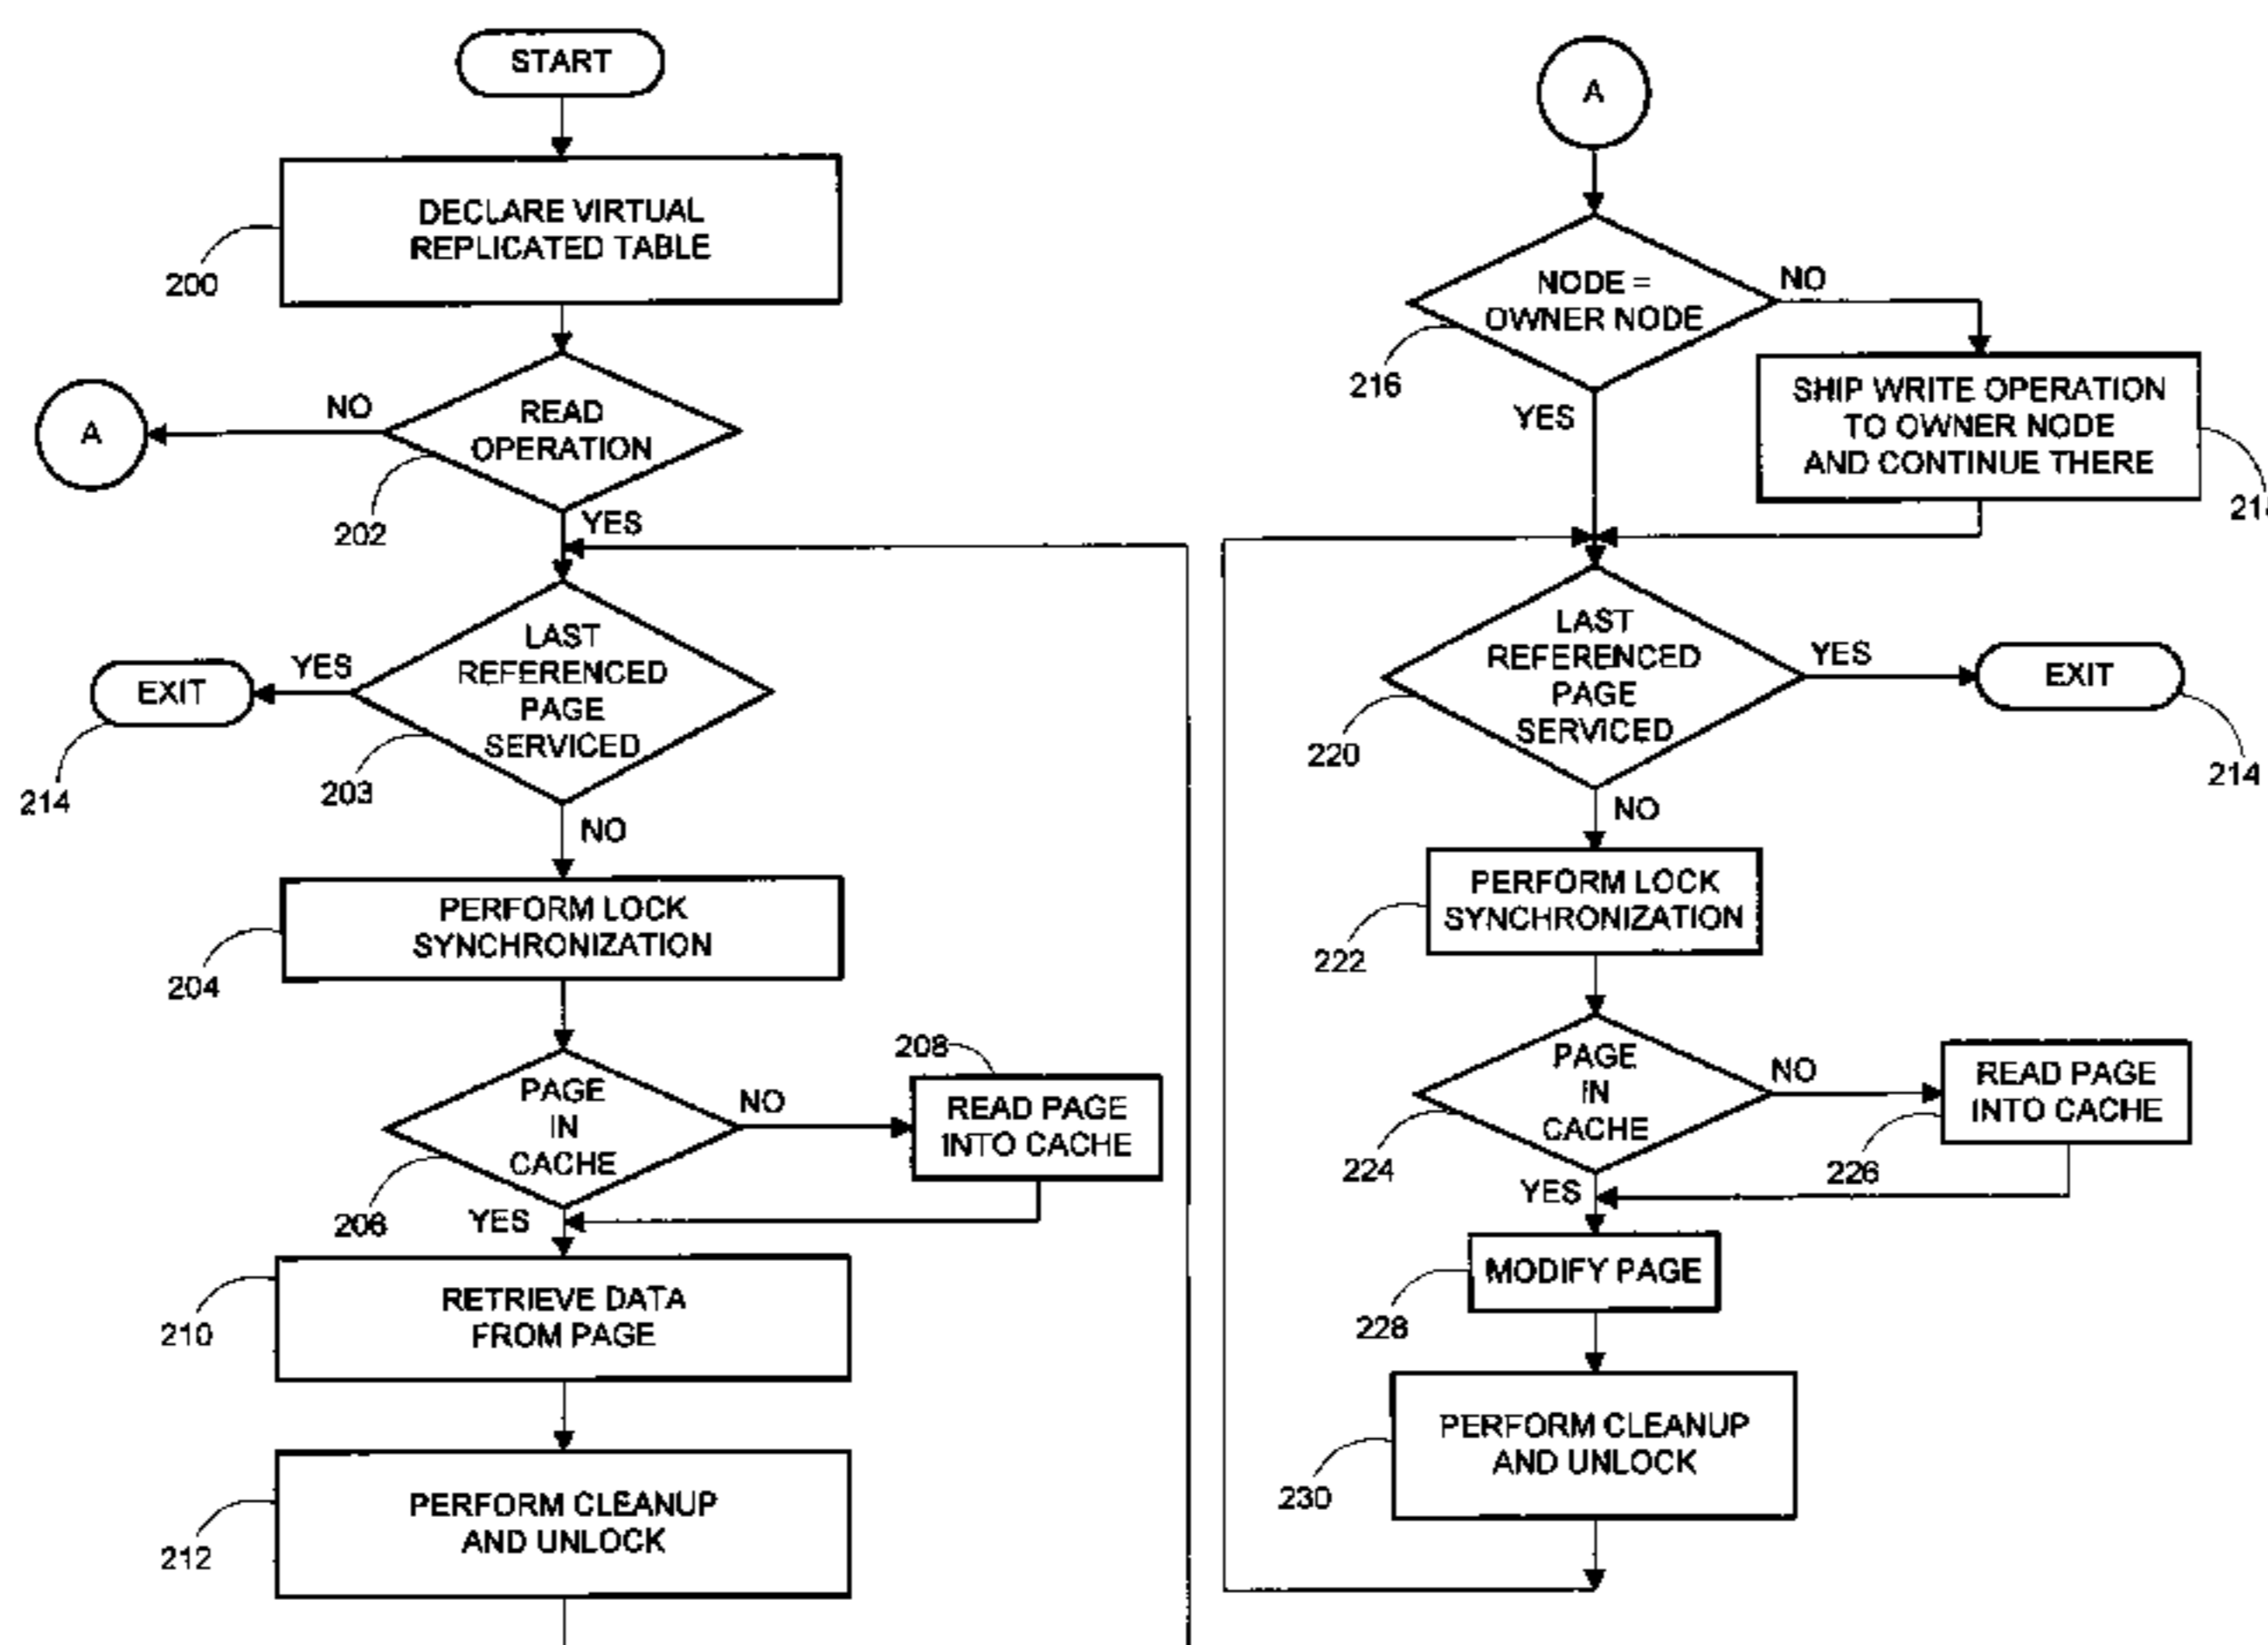 START
DECLARE VIRTUAL
REPLICATED TABLE
200
READ
OPERATION
NO
A
202
YES
LAST
REFERENCED
PAGE
SERVICED
YES
EXIT
214
203
NO
PERFORM LOCK
SYNCHRONIZATION
204
PAGE
IN
CACHE
NO
208
READ PAGE
INTO CACHE
YES
RETRIEVE DATA
FROM PAGE
210
PERFORM CLEANUP
AND UNLOCK
212
A
NODE =
OWNER NODE
NO
216
YES
SHIP WRITE OPERATION
TO OWNER NODE
AND CONTINUE THERE
LAST
REFERENCED
PAGE
SERVICED
YES
EXIT
220
214
NO
PERFORM LOCK
SYNCHRONIZATION
222
PAGE
IN
CACHE
NO
READ PAGE
INTO CACHE
224
226
YES
MODIFY PAGE
228
PERFORM CLEANUP
AND UNLOCK
230